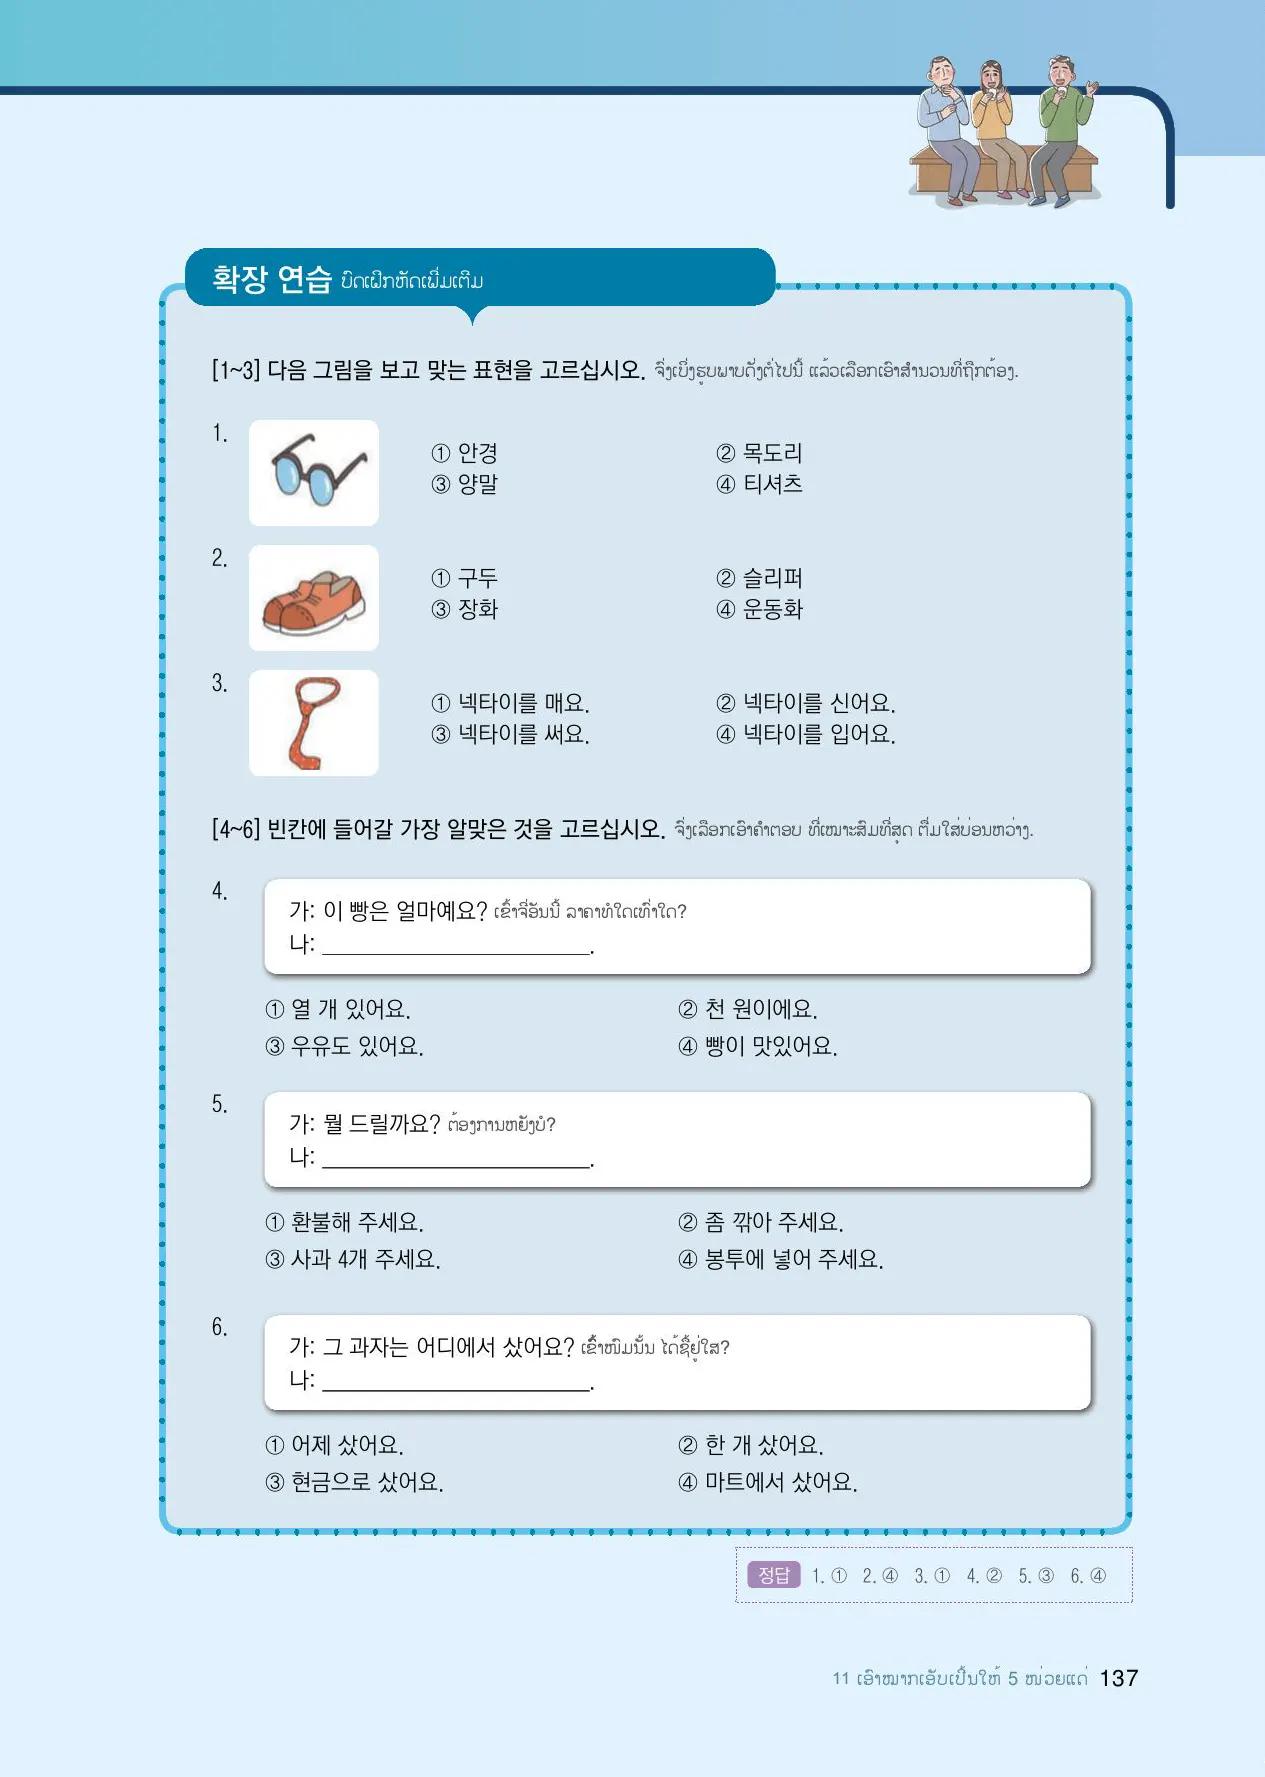 확장 연습 ບົດເຝິກຫັດເພີ່ມເຕີມ
[1~3] 다음 그림을 보고 맞는 표현을 고르십시오. ຈົ່ງເບິ່ງຮູບພາບດັ່ງຕໍ່ໄປນີ້ ແລ້ວເລືອກເອົາສຳນວນທີ່ຖືກຕ້ອງ.
1.
① 안경 ② 목도리
③ 양말 ④ 티셔츠
2.
① 구두 ② 슬리퍼
③ 장화 ④ 운동화
3.
① 넥타이를 매요. ② 넥타이를 신어요.
③ 넥타이를 써요. ④ 넥타이를 입어요.
[4~6] 빈칸에 들어갈 가장 알맞은 것을 고르십시오. ຈົ່ງເລືອກເອົາຄຳຕອບ ທີ່ເໝາະສົມທີ່ສຸດ ຕື່ມໃສ່ບ່ອນຫວ່າງ.
4.
가: 이 빵은 얼마예요? ເຂົ້າຈີ່ອັນນີ້ ລາຄາທໍໃດເທົ່າໃດ?
나: ______________________.
① 열 개 있어요. ② 천 원이에요.
③ 우유도 있어요. ④ 빵이 맛있어요.
5.
가: 뭘 드릴까요? ຕ້ອງການຫຍັງບໍ?
나: ______________________.
① 환불해 주세요. ② 좀 깎아 주세요.
③ 사과 4개 주세요. ④ 봉투에 넣어 주세요.
6.
가: 그 과자는 어디에서 샀어요? ເຂົ້າໜົມນັ້ນ ໄດ້ຊື້ຢູ່ໃສ?
나: ______________________.
① 어제 샀어요. ② 한 개 샀어요.
③ 현금으로 샀어요. ④ 마트에서 샀어요.
정답 1. ① 2. ④ 3. ① 4. ② 5. ③ 6. ④
11 ເອົາໝາກເອັບເປິ້ນໃຫ້ 5 ໜ່ວຍແດ່ 137